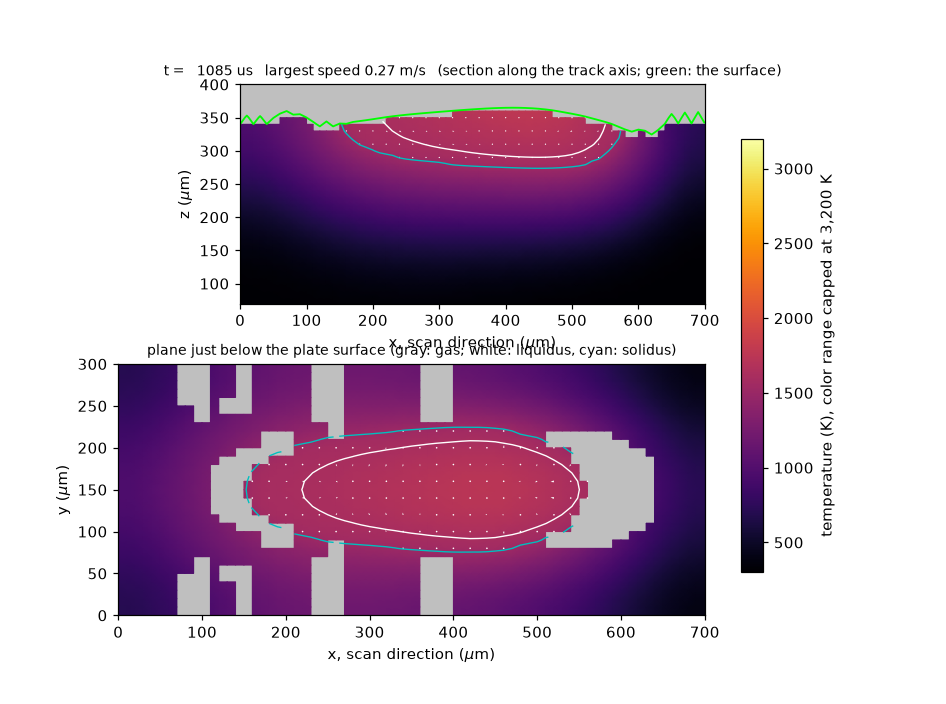 t = 1085 us largest speed 0.27 m/s (section along the track axis; green: the surface)
400
350
300
250
200
150
100
z (μm)
0 100 200 300 400 500 600 700
x, scan direction (μm)
plane just below the plate surface (gray: gas; white: liquidus, cyan: solidus)
300
250
200
150
100
50
0
y (μm)
0 100 200 300 400 500 600 700
x, scan direction (μm)
3000
2500
2000
1500
1000
500
temperature (K), color range capped at 3,200 K